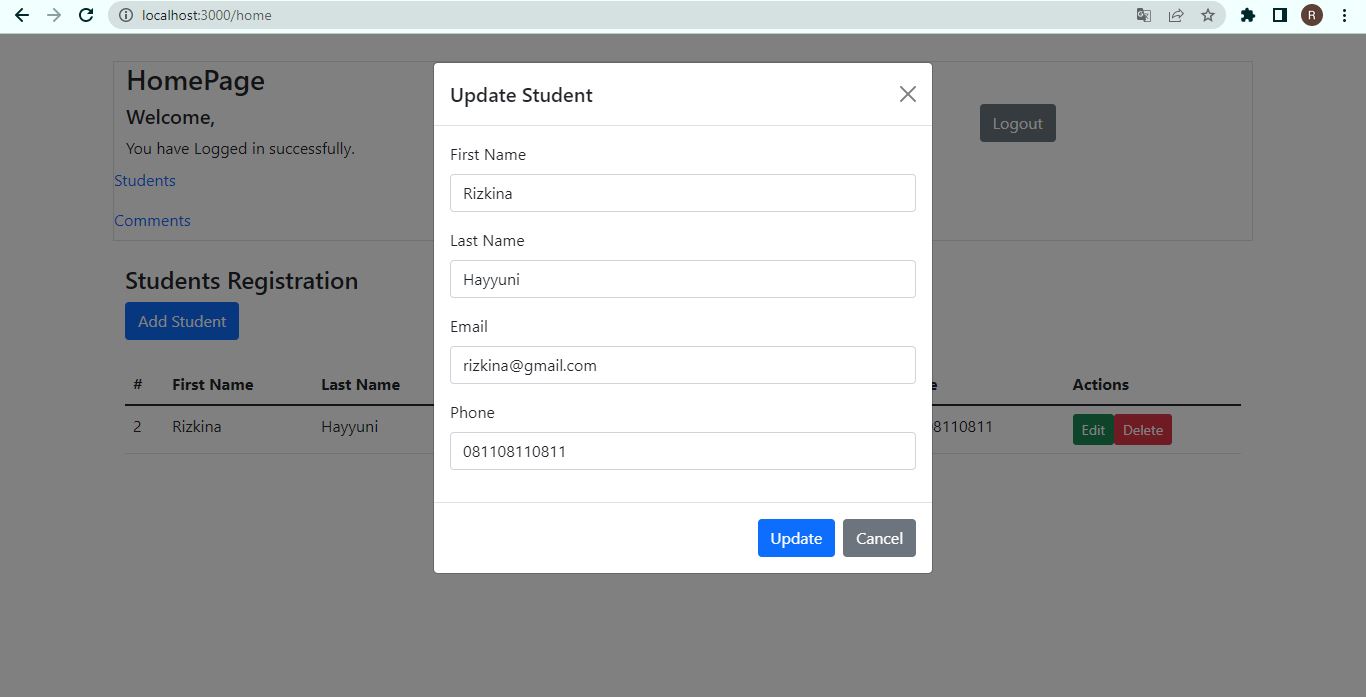 localhost:3000/home
R
HomePage
Welcome,
You have Logged in successfully.
Logout
Students
Comments
Students Registration
Add Student
# First Name Last Name e Actions
2 Rizkina Hayyuni 8110811 Edit Delete
Update Student
First Name
Rizkina
Last Name
Hayyuni
Email
rizkina@gmail.com
Phone
081108110811
Update Cancel